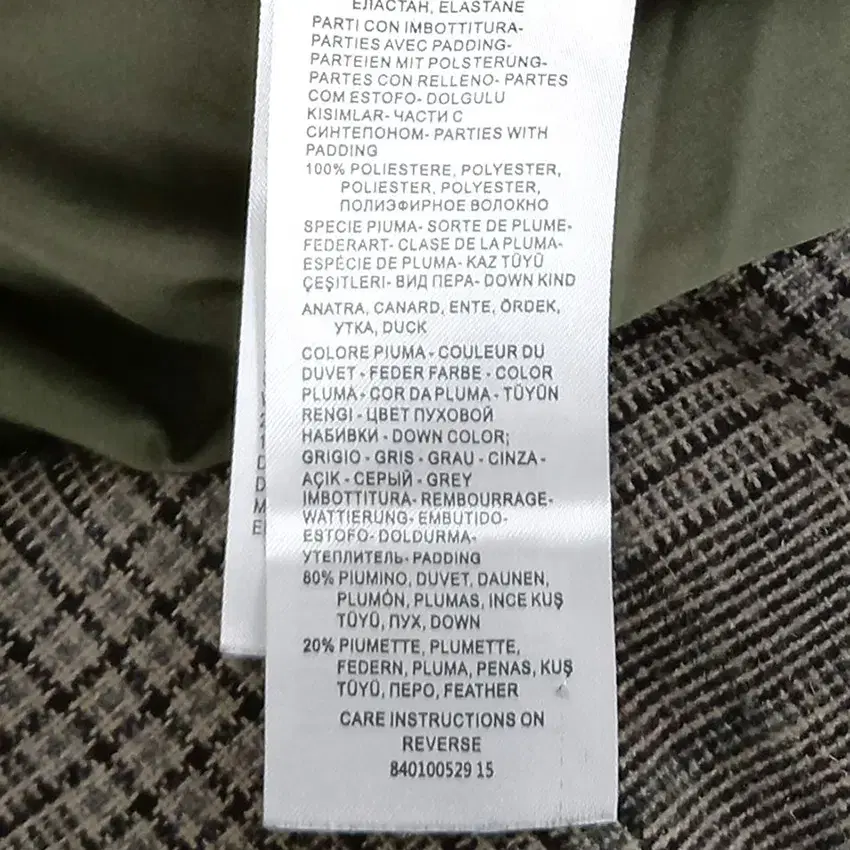 ЕЛАСТАН, ELASTANE
PARTI CON IMBOTTITURA-
PARTIES AVEC PADDING-
PARTEIEN MIT POLSTERUNG-
PARTES CON RELLENO- PARTES
COM ESTOFO- DOLGULU
KISIMLAR- ЧАСТИ С
СИНТЕПОНОМ- PARTIES WITH
PADDING
100% POLIESTERE, POLYESTER,
POLIESTER, POLYESTER,
ПОЛИЭФИРНОЕ ВОЛОКНО
SPECIE PIUMA- SORTE DE PLUME-
FEDERART- CLASE DE LA PLUMA-
ESPÈCIE DE PLUMA- KAZ TÜYÜ
ÇEŞITLERI- ВИД ПЕРА- DOWN KIND
ANATRA, CANARD, ENTE, ÖRDEK,
УТКА, DUCK
COLORE PIUMA - COULEUR DU
DUVET - FEDER FARBE - COLOR
PLUMA - COR DA PLUMA - TÜYÜN
RENGI - ЦВЕТ ПУХОВОЙ
НАБИВКИ - DOWN COLOR;
GRIGIO - GRIS - GRAU - CINZA -
AÇIK - СЕРЫЙ - GREY
IMBOTTITURA- REMBOURRAGE-
WATTIERUNG- EMBUTIDO-
ESTOFO- DOLDURMA-
УТЕПЛИТЕЛЬ- PADDING
80% PIUMINO, DUVET, DAUNEN,
PLUMÓN, PLUMAS, INCE KUŞ
TÜYÜ, ПУХ, DOWN
20% PIUMETTE, PLUMETTE,
FEDERN, PLUMA, PENAS, KUŞ
TÜYÜ, ПЕРО, FEATHER
CARE INSTRUCTIONS ON
REVERSE
840100529 15